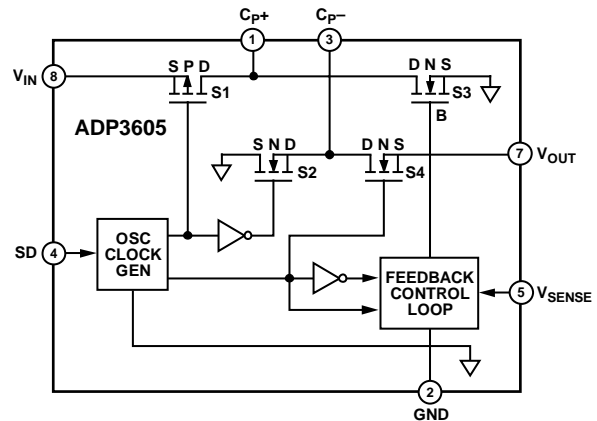 CP+ CP–
1 3
VIN 8
S P D
S1
D N S
S3
B
ADP3605
S N D
S2
D N S
S4
7 VOUT
SD 4
OSC
CLOCK
GEN
FEEDBACK
CONTROL
LOOP
5 VSENSE
2
GND